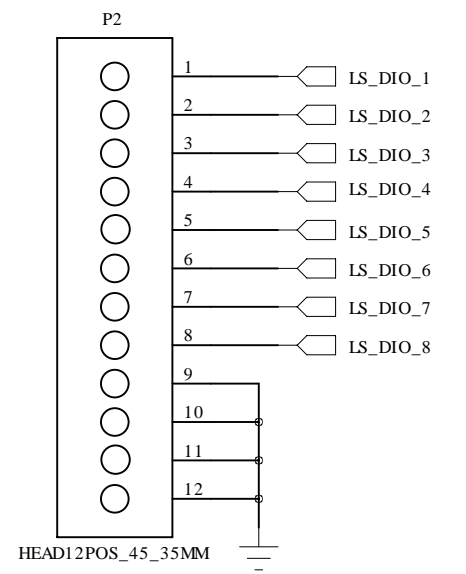 P2
1 LS_DIO_1
2 LS_DIO_2
3 LS_DIO_3
4 LS_DIO_4
5 LS_DIO_5
6 LS_DIO_6
7 LS_DIO_7
8 LS_DIO_8
9
10
11
12
HEAD12POS_45_35MM